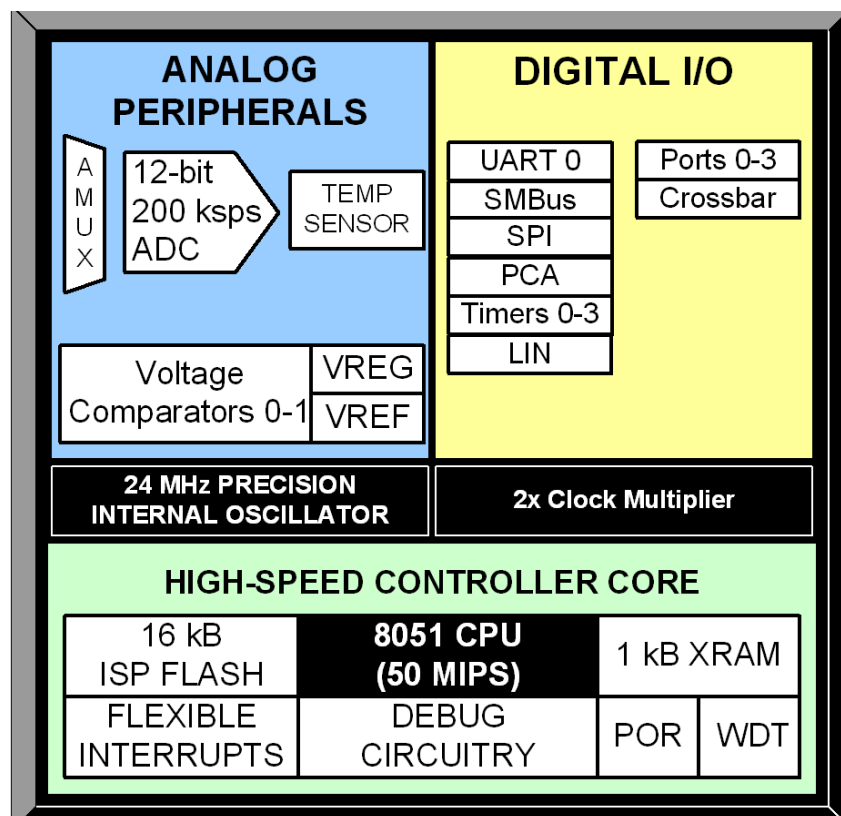 ANALOG
PERIPHERALS
A
M
U
X
12-bit
200 ksps
ADC
TEMP
SENSOR
Voltage
Comparators 0-1
VREG
VREF
DIGITAL I/O
UART 0
SMBus
SPI
PCA
Timers 0-3
LIN
Ports 0-3
Crossbar
24 MHz PRECISION
INTERNAL OSCILLATOR
2x Clock Multiplier
HIGH-SPEED CONTROLLER CORE
16 kB
ISP FLASH
8051 CPU
(50 MIPS)
1 kB XRAM
FLEXIBLE
INTERRUPTS
DEBUG
CIRCUITRY
POR
WDT